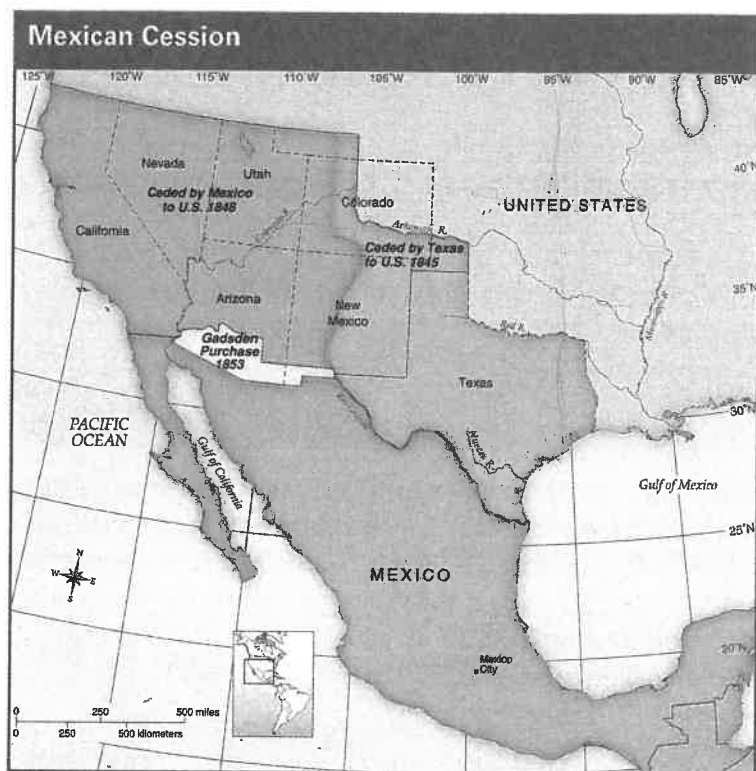 Mexican Cession
125°W
120°W
115°W
110°W
105°W
100°W
95°W
90°W
85°W
40°N
Nevada
Utah
Ceded by Mexico
to U.S. 1848
Colorado
UNITED STATES
California
Arkansas R.
Ceded by Texas
to U.S. 1845
35°N
Arizona
New
Mexico
Red R.
Gadsden
Purchase
1853
Texas
30°N
PACIFIC
OCEAN
Gulf of California
Nueces R.
Gulf of Mexico
25°N
N
W
E
S
MEXICO
20°N
Mexico
City
0 250 500 miles
0 250 500 kilometers